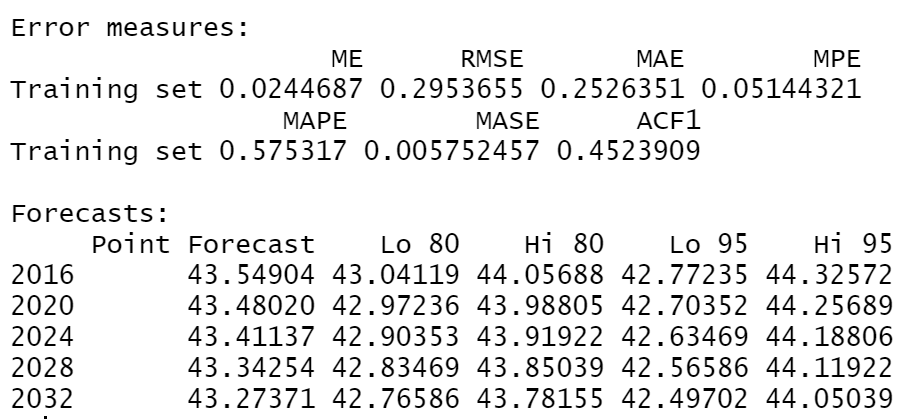 Error measures:
ME RMSE MAE MPE
Training set 0.0244687 0.2953655 0.2526351 0.05144321
MAPE MASE ACF1
Training set 0.575317 0.005752457 0.4523909
Forecasts:
Point Forecast Lo 80 Hi 80 Lo 95 Hi 95
2016 43.54904 43.04119 44.05688 42.77235 44.32572
2020 43.48020 42.97236 43.98805 42.70352 44.25689
2024 43.41137 42.90353 43.91922 42.63469 44.18806
2028 43.34254 42.83469 43.85039 42.56586 44.11922
2032 43.27371 42.76586 43.78155 42.49702 44.05039